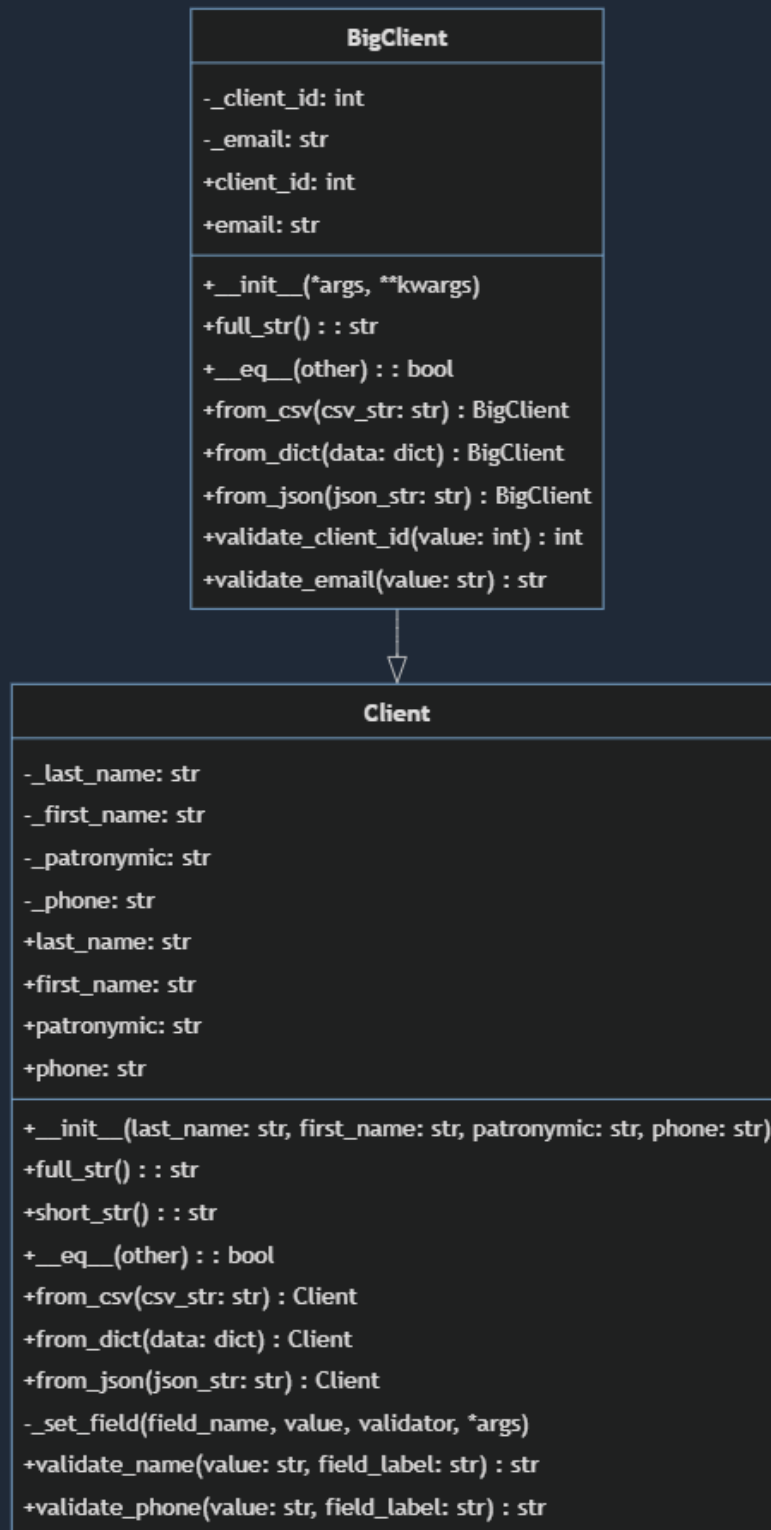 BigClient
-_client_id: int
-_email: str
+client_id: int
+email: str
+__init__(*args, **kwargs)
+full_str() : : str
+__eq__(other) : : bool
+from_csv(csv_str: str) : BigClient
+from_dict(data: dict) : BigClient
+from_json(json_str: str) : BigClient
+validate_client_id(value: int) : int
+validate_email(value: str) : str
Client
-_last_name: str
-_first_name: str
-_patronymic: str
-_phone: str
+last_name: str
+first_name: str
+patronymic: str
+phone: str
+__init__(last_name: str, first_name: str, patronymic: str, phone: str)
+full_str() : : str
+short_str() : : str
+__eq__(other) : : bool
+from_csv(csv_str: str) : Client
+from_dict(data: dict) : Client
+from_json(json_str: str) : Client
-_set_field(field_name, value, validator, *args)
+validate_name(value: str, field_label: str) : str
+validate_phone(value: str, field_label: str) : str